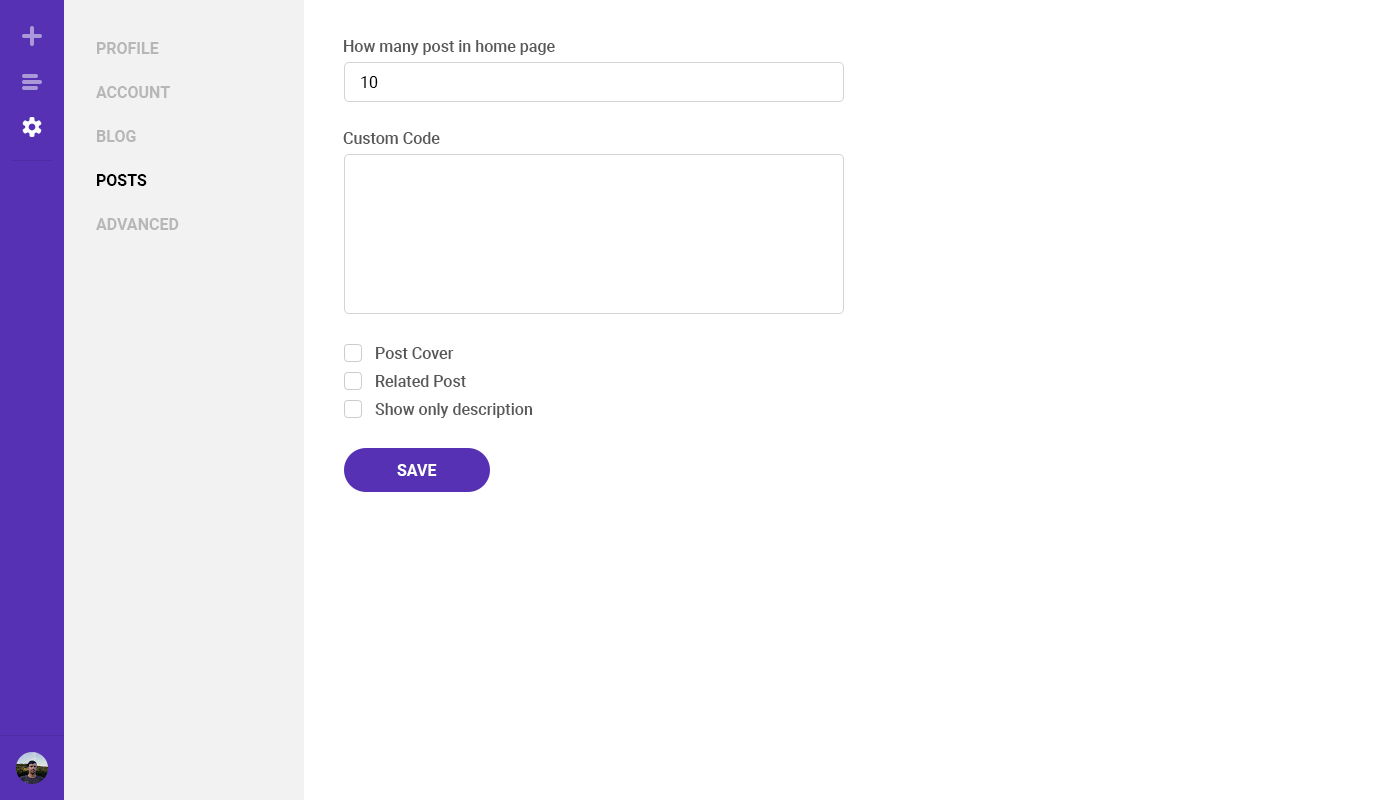 PROFILE
ACCOUNT
BLOG
POSTS
ADVANCED
How many post in home page
10
Custom Code
Post Cover
Related Post
Show only description
SAVE